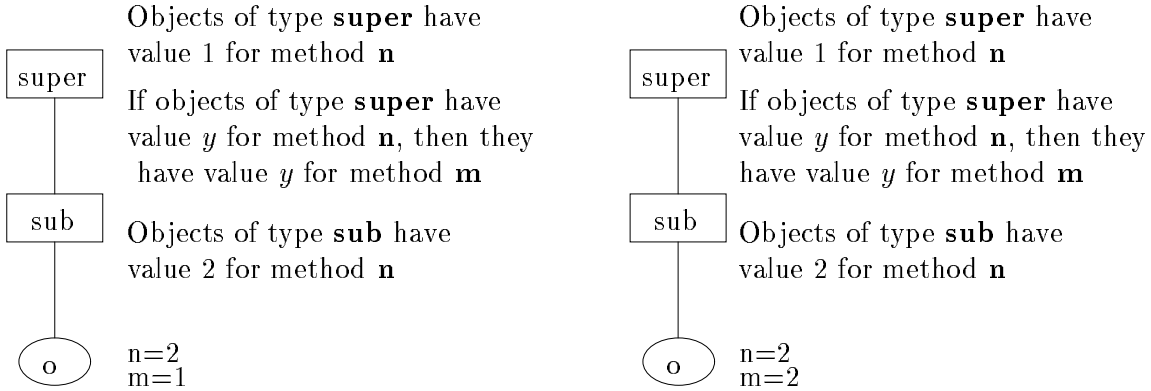 Objects of type super have
value 1 for method n
super
If objects of type super have
value y for method n, then they
have value y for method m
sub
Objects of type sub have
value 2 for method n
o
n=2
m=1
Objects of type super have
value 1 for method n
super
If objects of type super have
value y for method n, then they
have value y for method m
sub
Objects of type sub have
value 2 for method n
o
n=2
m=2